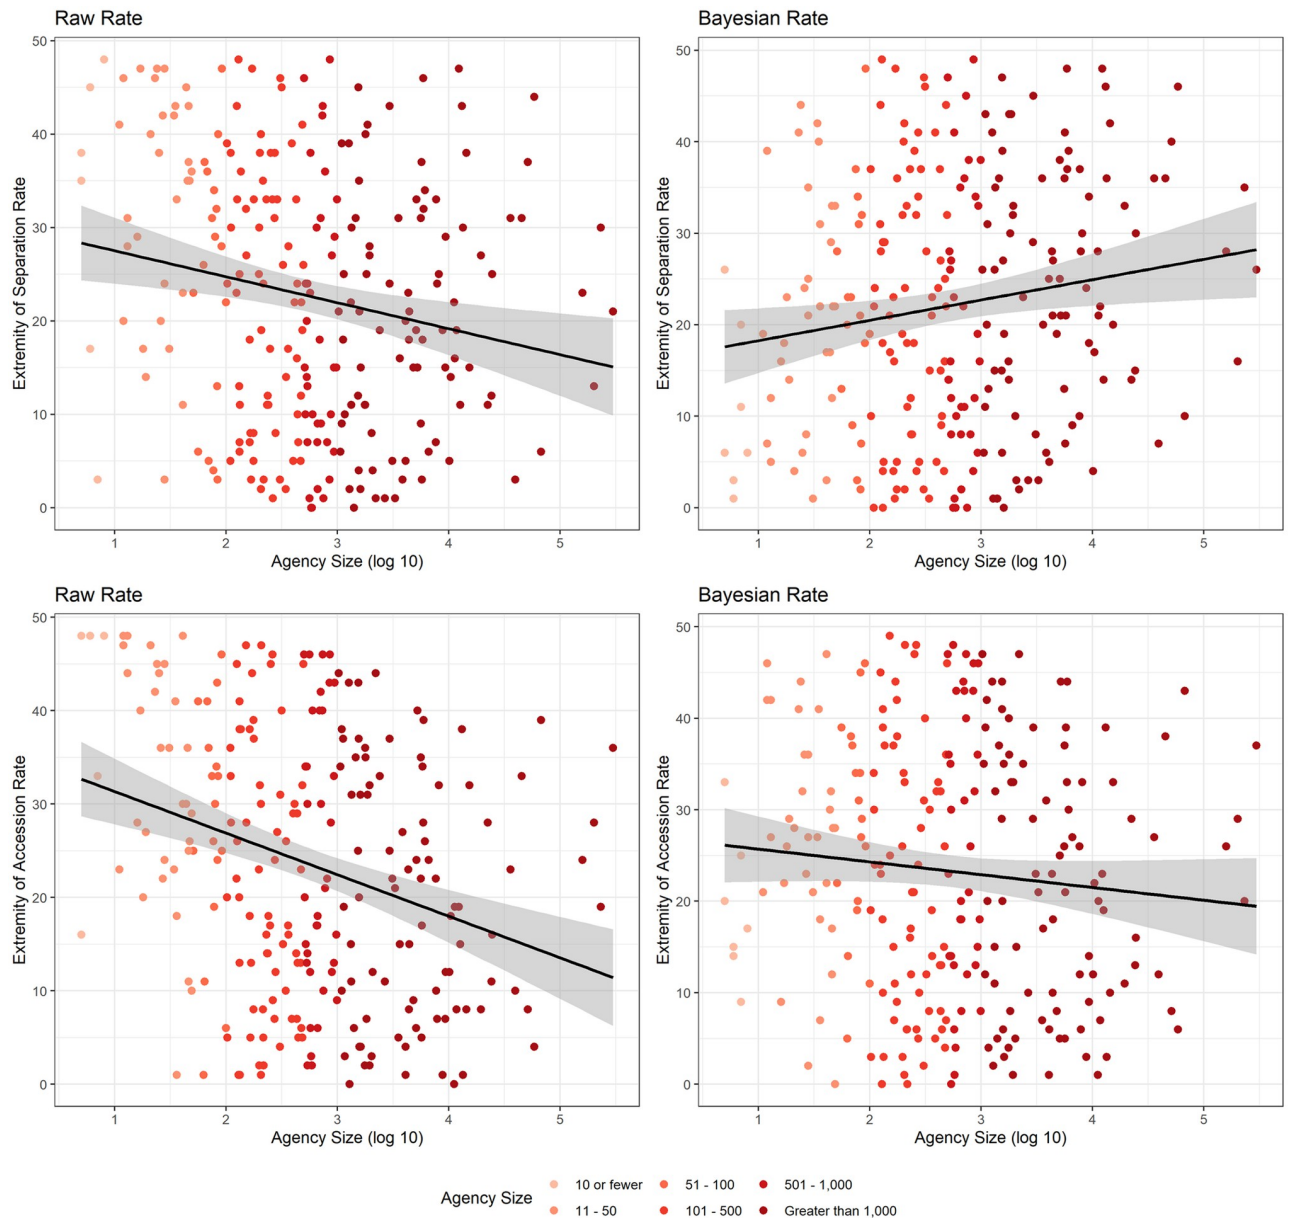 Raw Rate
Bayesian Rate
Extremity of Separation Rate
50
40
30
20
10
0
1 2 3 4 5
Agency Size (log 10)
Extremity of Separation Rate
50
40
30
20
10
0
1 2 3 4 5
Agency Size (log 10)
Raw Rate
Bayesian Rate
Extremity of Accession Rate
50
40
30
20
10
0
1 2 3 4 5
Agency Size (log 10)
Extremity of Accession Rate
50
40
30
20
10
0
1 2 3 4 5
Agency Size (log 10)
Agency Size
10 or fewer
11 - 50
51 - 100
101 - 500
501 - 1,000
Greater than 1,000